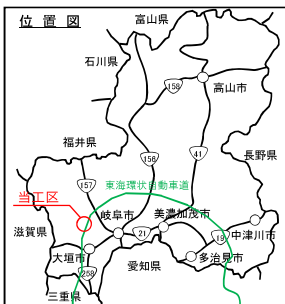 位置図
富山県
石川県
158
高山市
福井県
長野県
156
41
157
東海環状自動車道
当工区
岐阜市
美濃加茂市
滋賀県
21
19
中津川市
大垣市
愛知県
多治見市
258
三重県